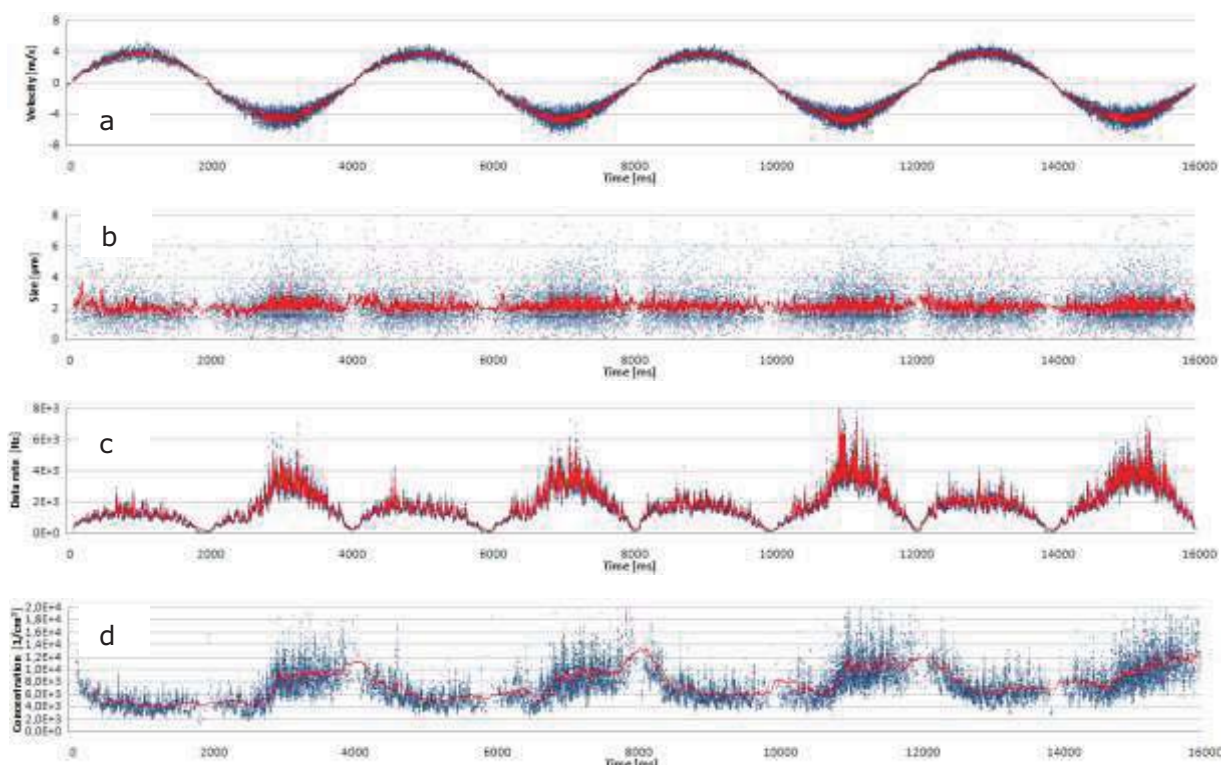 8
4
0
-4
-8
Velocity [m/s]
a
0 2000 4000 6000 8000 10000 12000 14000 16000
Time [ms]
8
6
4
2
0
Size [µm]
b
0 2000 4000 6000 8000 10000 12000 14000 16000
Time [ms]
8E+3
6E+3
4E+3
2E+3
0E+0
Data rate [Hz]
c
0 2000 4000 6000 8000 10000 12000 14000 16000
Time [ms]
2,0E+4
1,8E+4
1,6E+4
1,4E+4
1,2E+4
1,0E+4
8,0E+3
6,0E+3
4,0E+3
2,0E+3
0,0E+0
Concentration [1/cm³]
d
0 2000 4000 6000 8000 10000 12000 14000 16000
Time [ms]